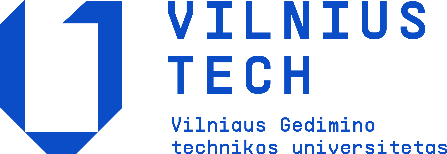 VILNIUS
TECH
Vilniaus Gedimino
technikos universitetas